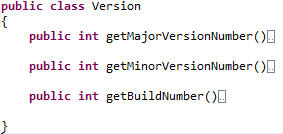 public class Version
{
public int getMajorVersionNumber()
public int getMinorVersionNumber()
public int getBuildNumber()
}